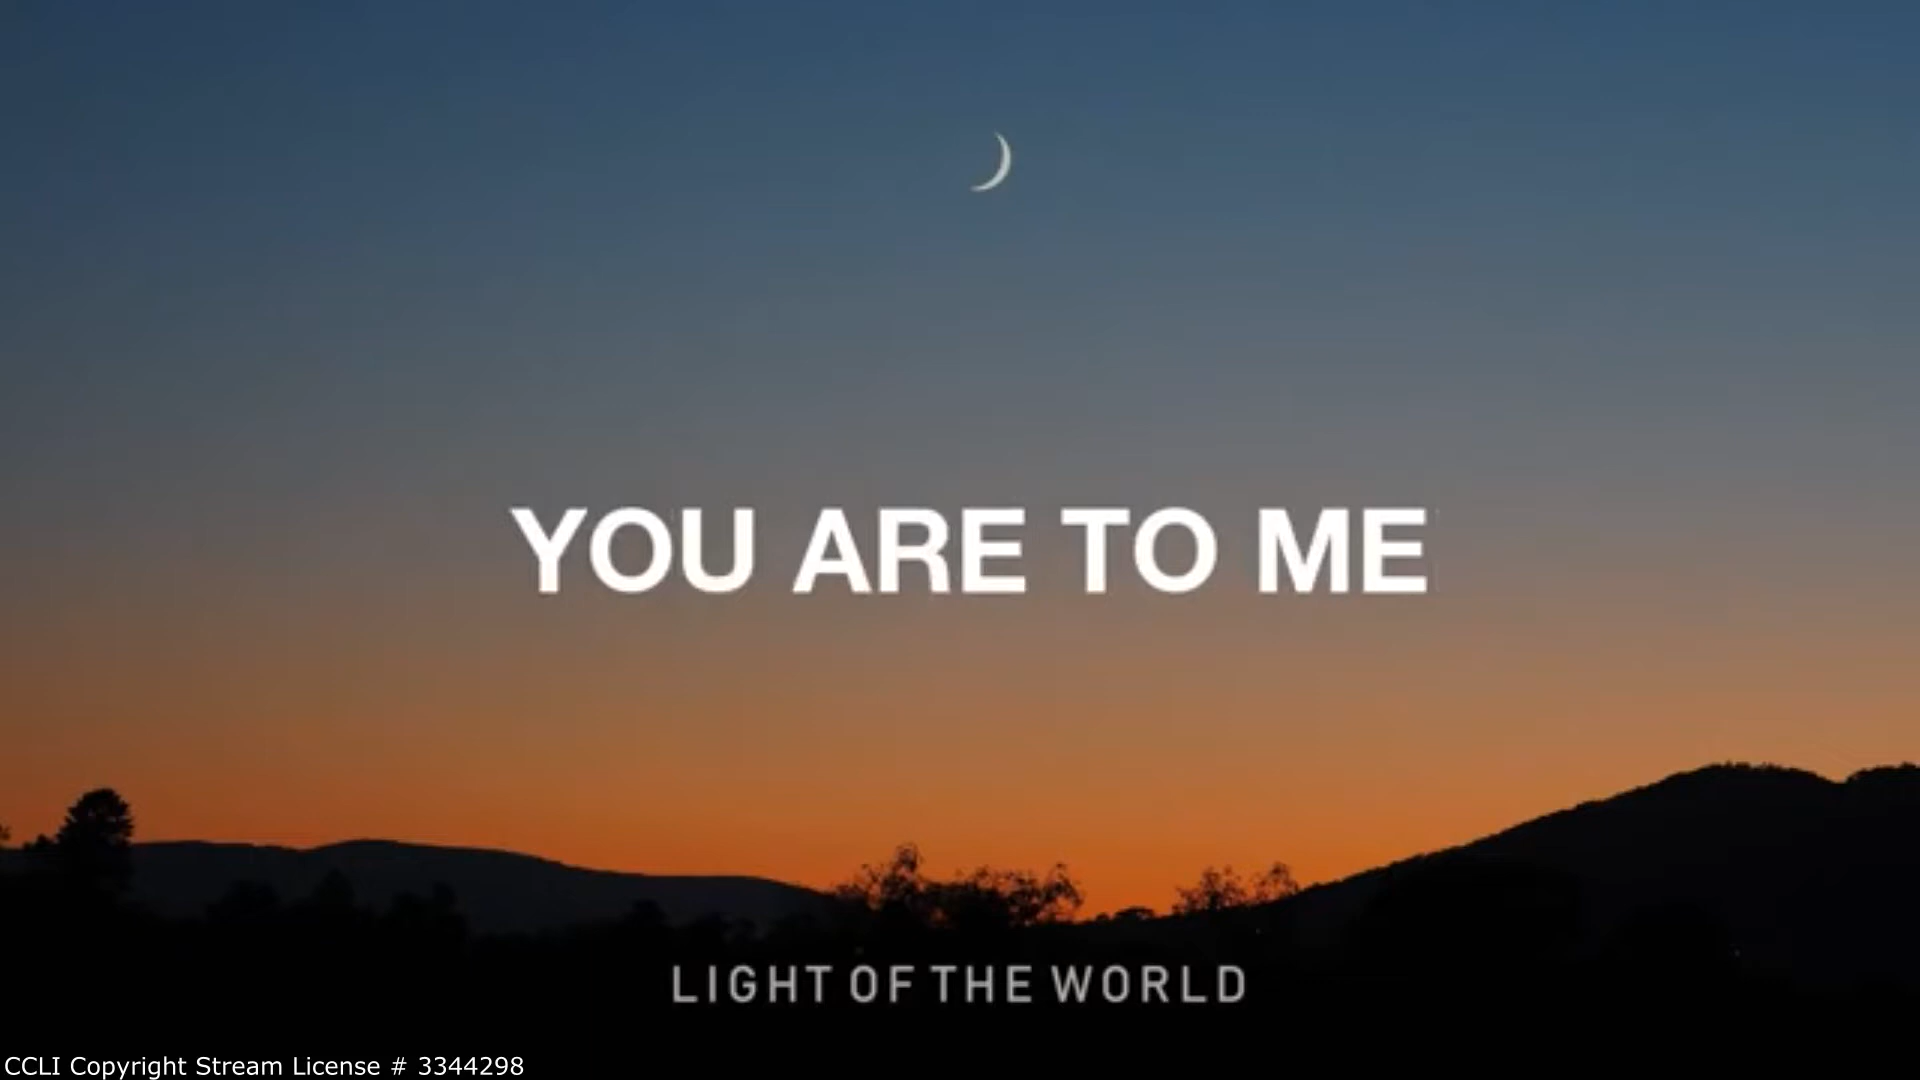 YOU ARE TO ME
LIGHT OF THE WORLD
CCLI Copyright Stream License # 3344298